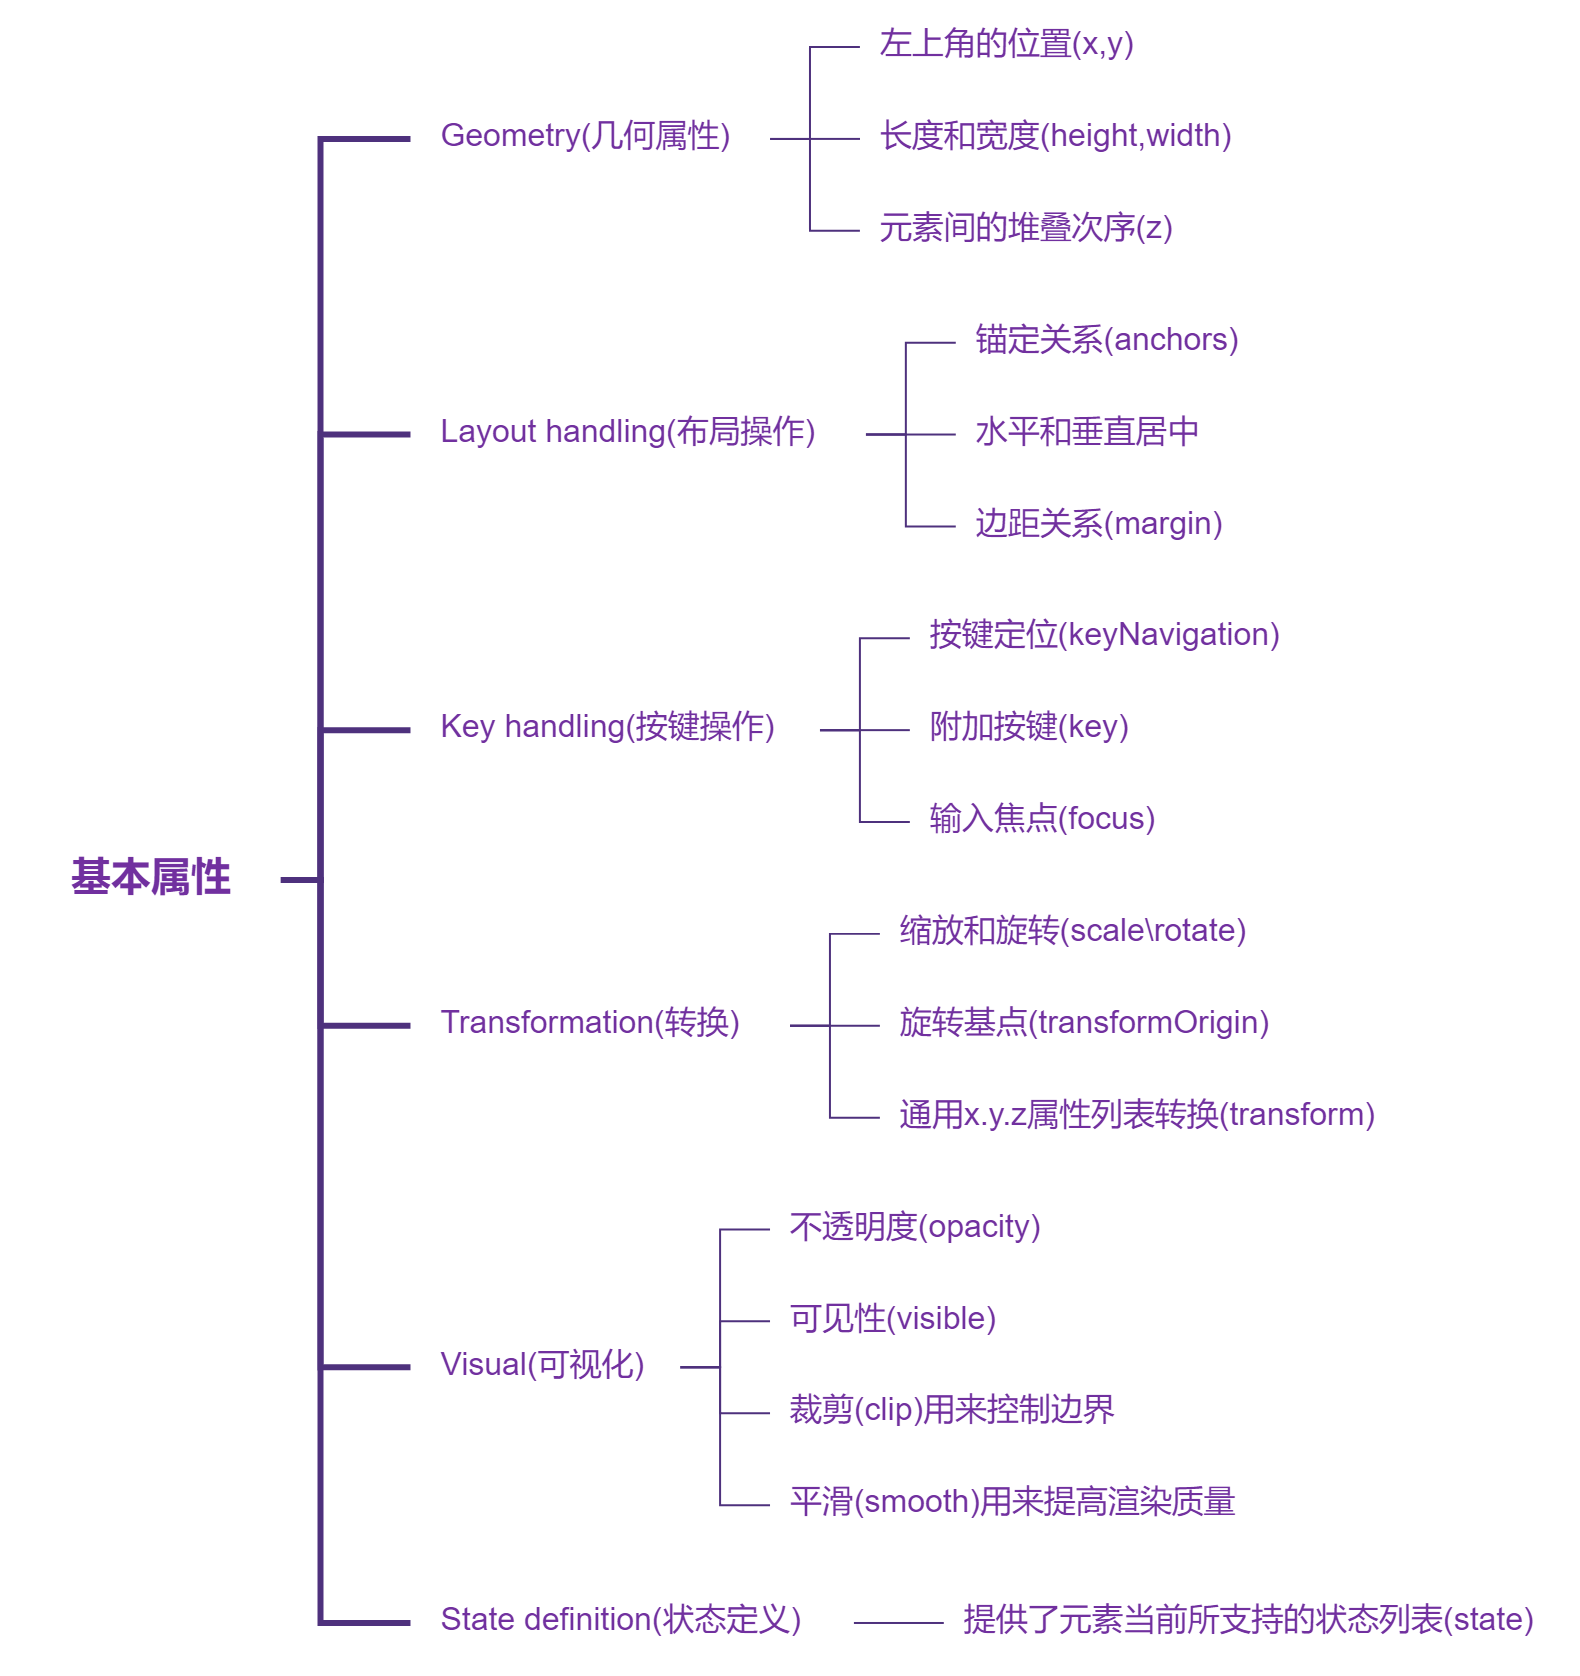 基本属性
Geometry(几何属性)
左上角的位置(x,y)
长度和宽度(height,width)
元素间的堆叠次序(z)
Layout handling(布局操作)
锚定关系(anchors)
水平和垂直居中
边距关系(margin)
Key handling(按键操作)
按键定位(keyNavigation)
附加按键(key)
输入焦点(focus)
Transformation(转换)
缩放和旋转(scale\rotate)
旋转基点(transformOrigin)
通用x.y.z属性列表转换(transform)
Visual(可视化)
不透明度(opacity)
可见性(visible)
裁剪(clip)用来控制边界
平滑(smooth)用来提高渲染质量
State definition(状态定义)
提供了元素当前所支持的状态列表(state)